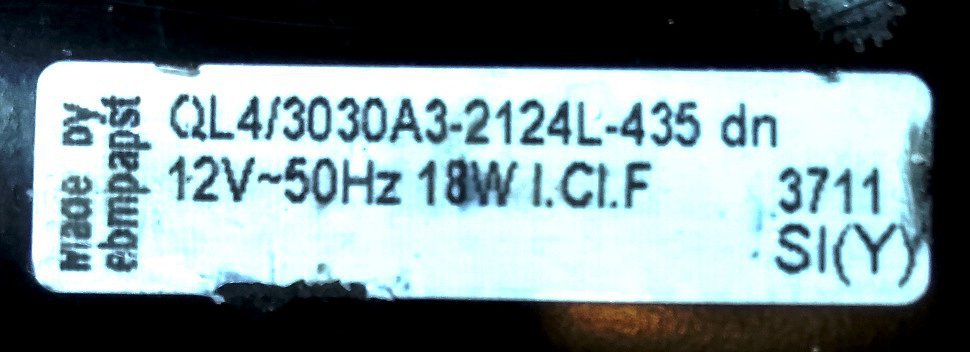 Made by
ebmpapst
QL4/3030A3-2124L-435 dn
12V~50Hz 18W I.Cl.F
3711
SI(Y)